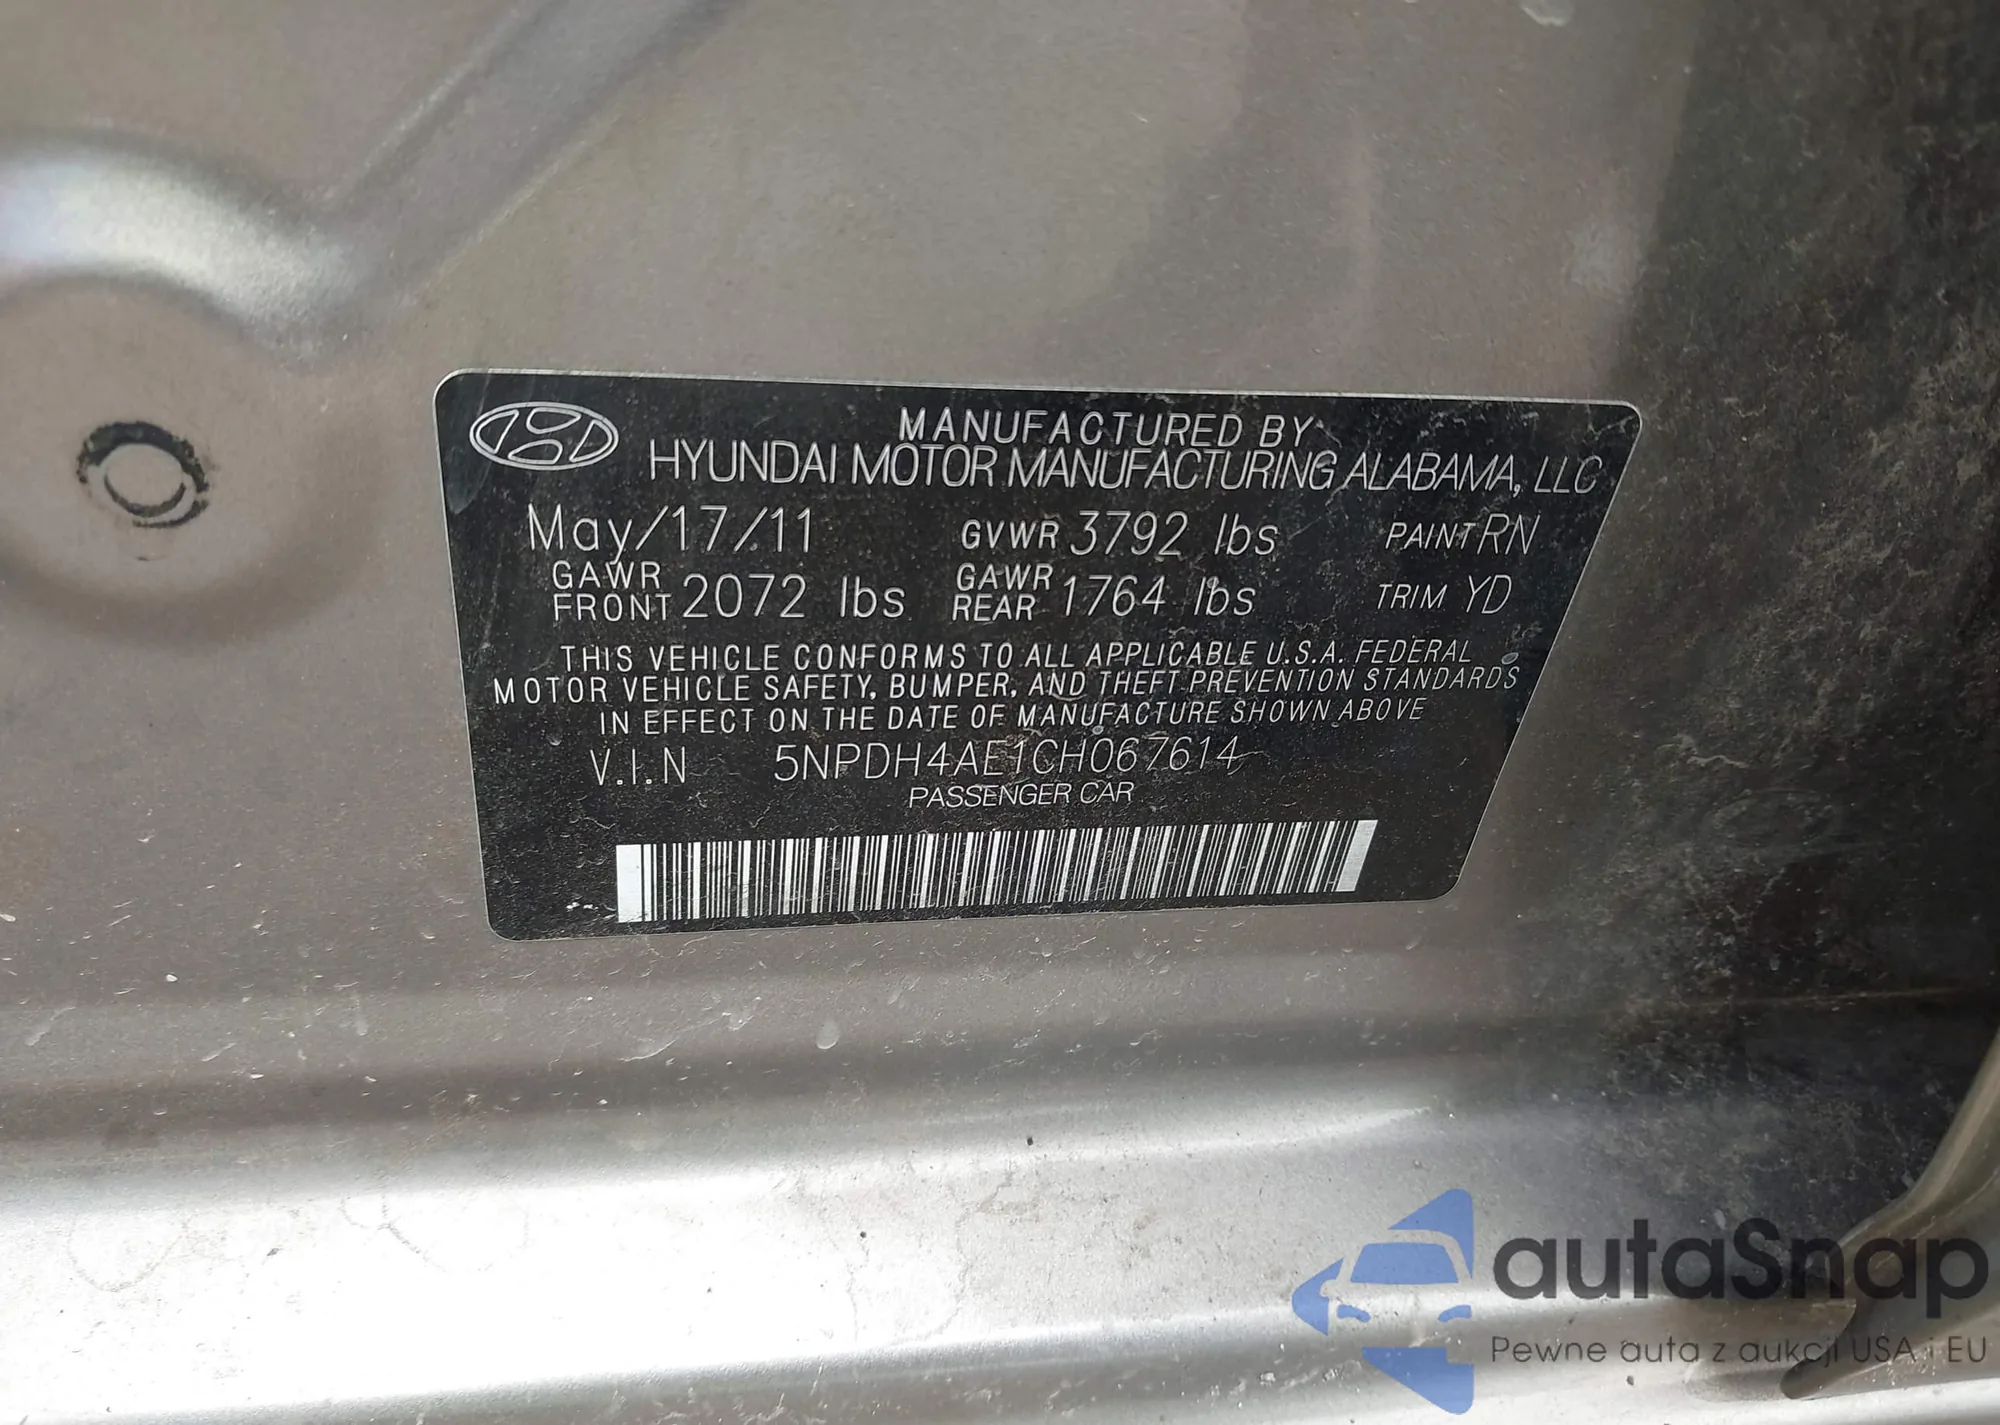 MANUFACTURED BY
HYUNDAI MOTOR MANUFACTURING ALABAMA, LLC
May/17/11 GVWR 3792 lbs PAINT RN
GAWR FRONT 2072 lbs GAWR REAR 1764 lbs TRIM YD
THIS VEHICLE CONFORMS TO ALL APPLICABLE U.S.A. FEDERAL
MOTOR VEHICLE SAFETY, BUMPER, AND THEFT PREVENTION STANDARDS
IN EFFECT ON THE DATE OF MANUFACTURE SHOWN ABOVE
V.I.N 5NPDH4AE1CH067614
PASSENGER CAR
autaSnap
Pewne auta z aukcji USA i EU